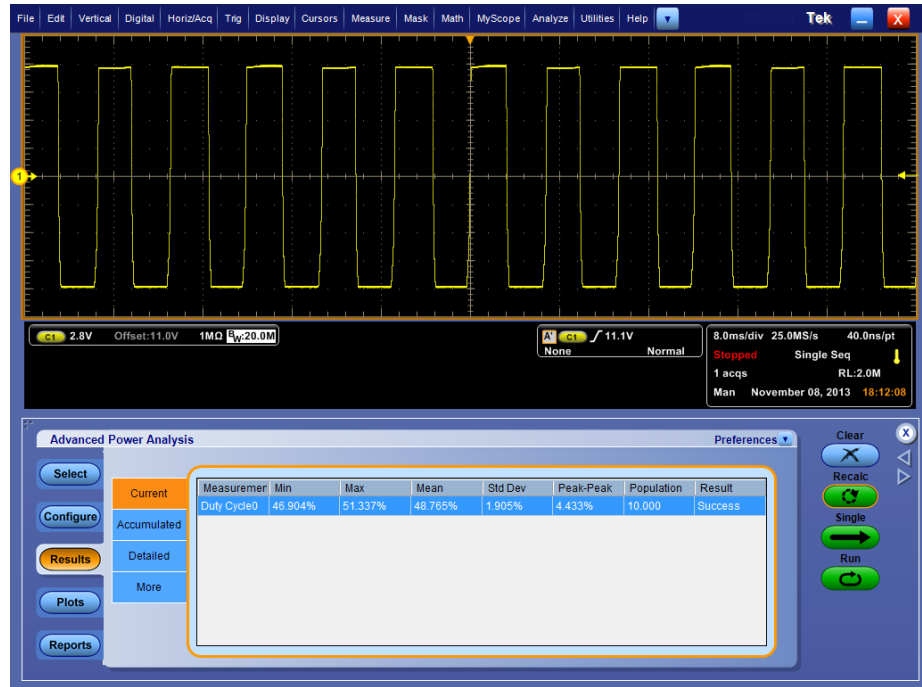 File Edit Vertical Digital Horiz/Acq Trig Display Cursors Measure Mask Math MyScope Analyze Utilities Help Tek X
1
C1 2.8V Offset:11.0V 1MΩ BW:20.0M
A' C1 11.1V
None Normal
8.0ms/div 25.0MS/s 40.0ns/pt
Stopped Single Seq
1 acqs RL:2.0M
Man November 08, 2013 18:12:08
Advanced Power Analysis Preferences Clear X
Select
Current Measuremer Min Max Mean Std Dev Peak-Peak Population Result Recalc
Duty Cycle0 46.904% 51.337% 48.765% 1.905% 4.433% 10.000 Success
Configure Accumulated Single
Results Detailed Run
More
Plots
Reports